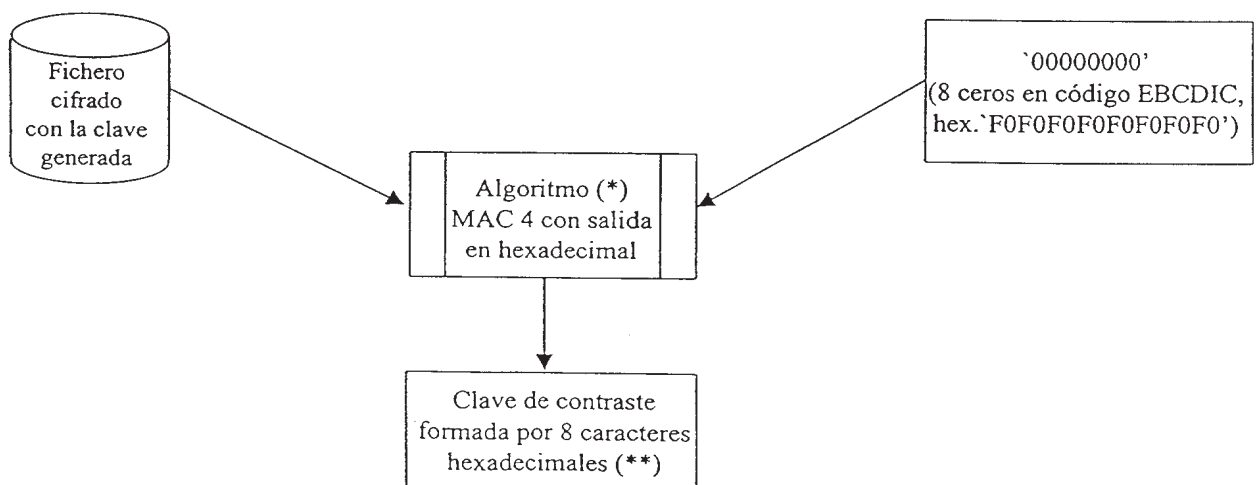 Fichero
cifrado
con la clave
generada
`00000000'
(8 ceros en código EBCDIC,
hex.`F0F0F0F0F0F0F0F0')
Algoritmo (*)
MAC 4 con salida
en hexadecimal
Clave de contraste
formada por 8 caracteres
hexadecimales (**)